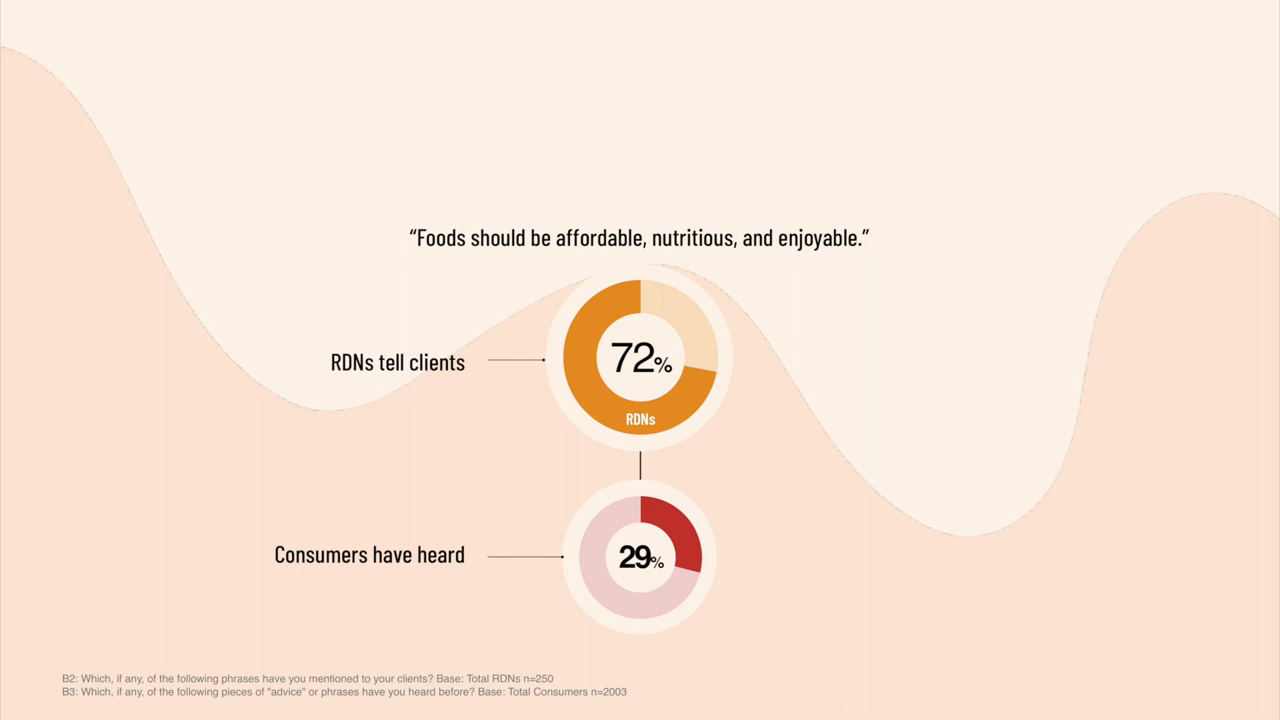 “Foods should be affordable, nutritious, and enjoyable.”
RDNs tell clients
72%
RDNs
Consumers have heard
29%
B2: Which, if any, of the following phrases have you mentioned to your clients? Base: Total RDNs n=250
B3: Which, if any, of the following pieces of "advice" or phrases have you heard before? Base: Total Consumers n=2003